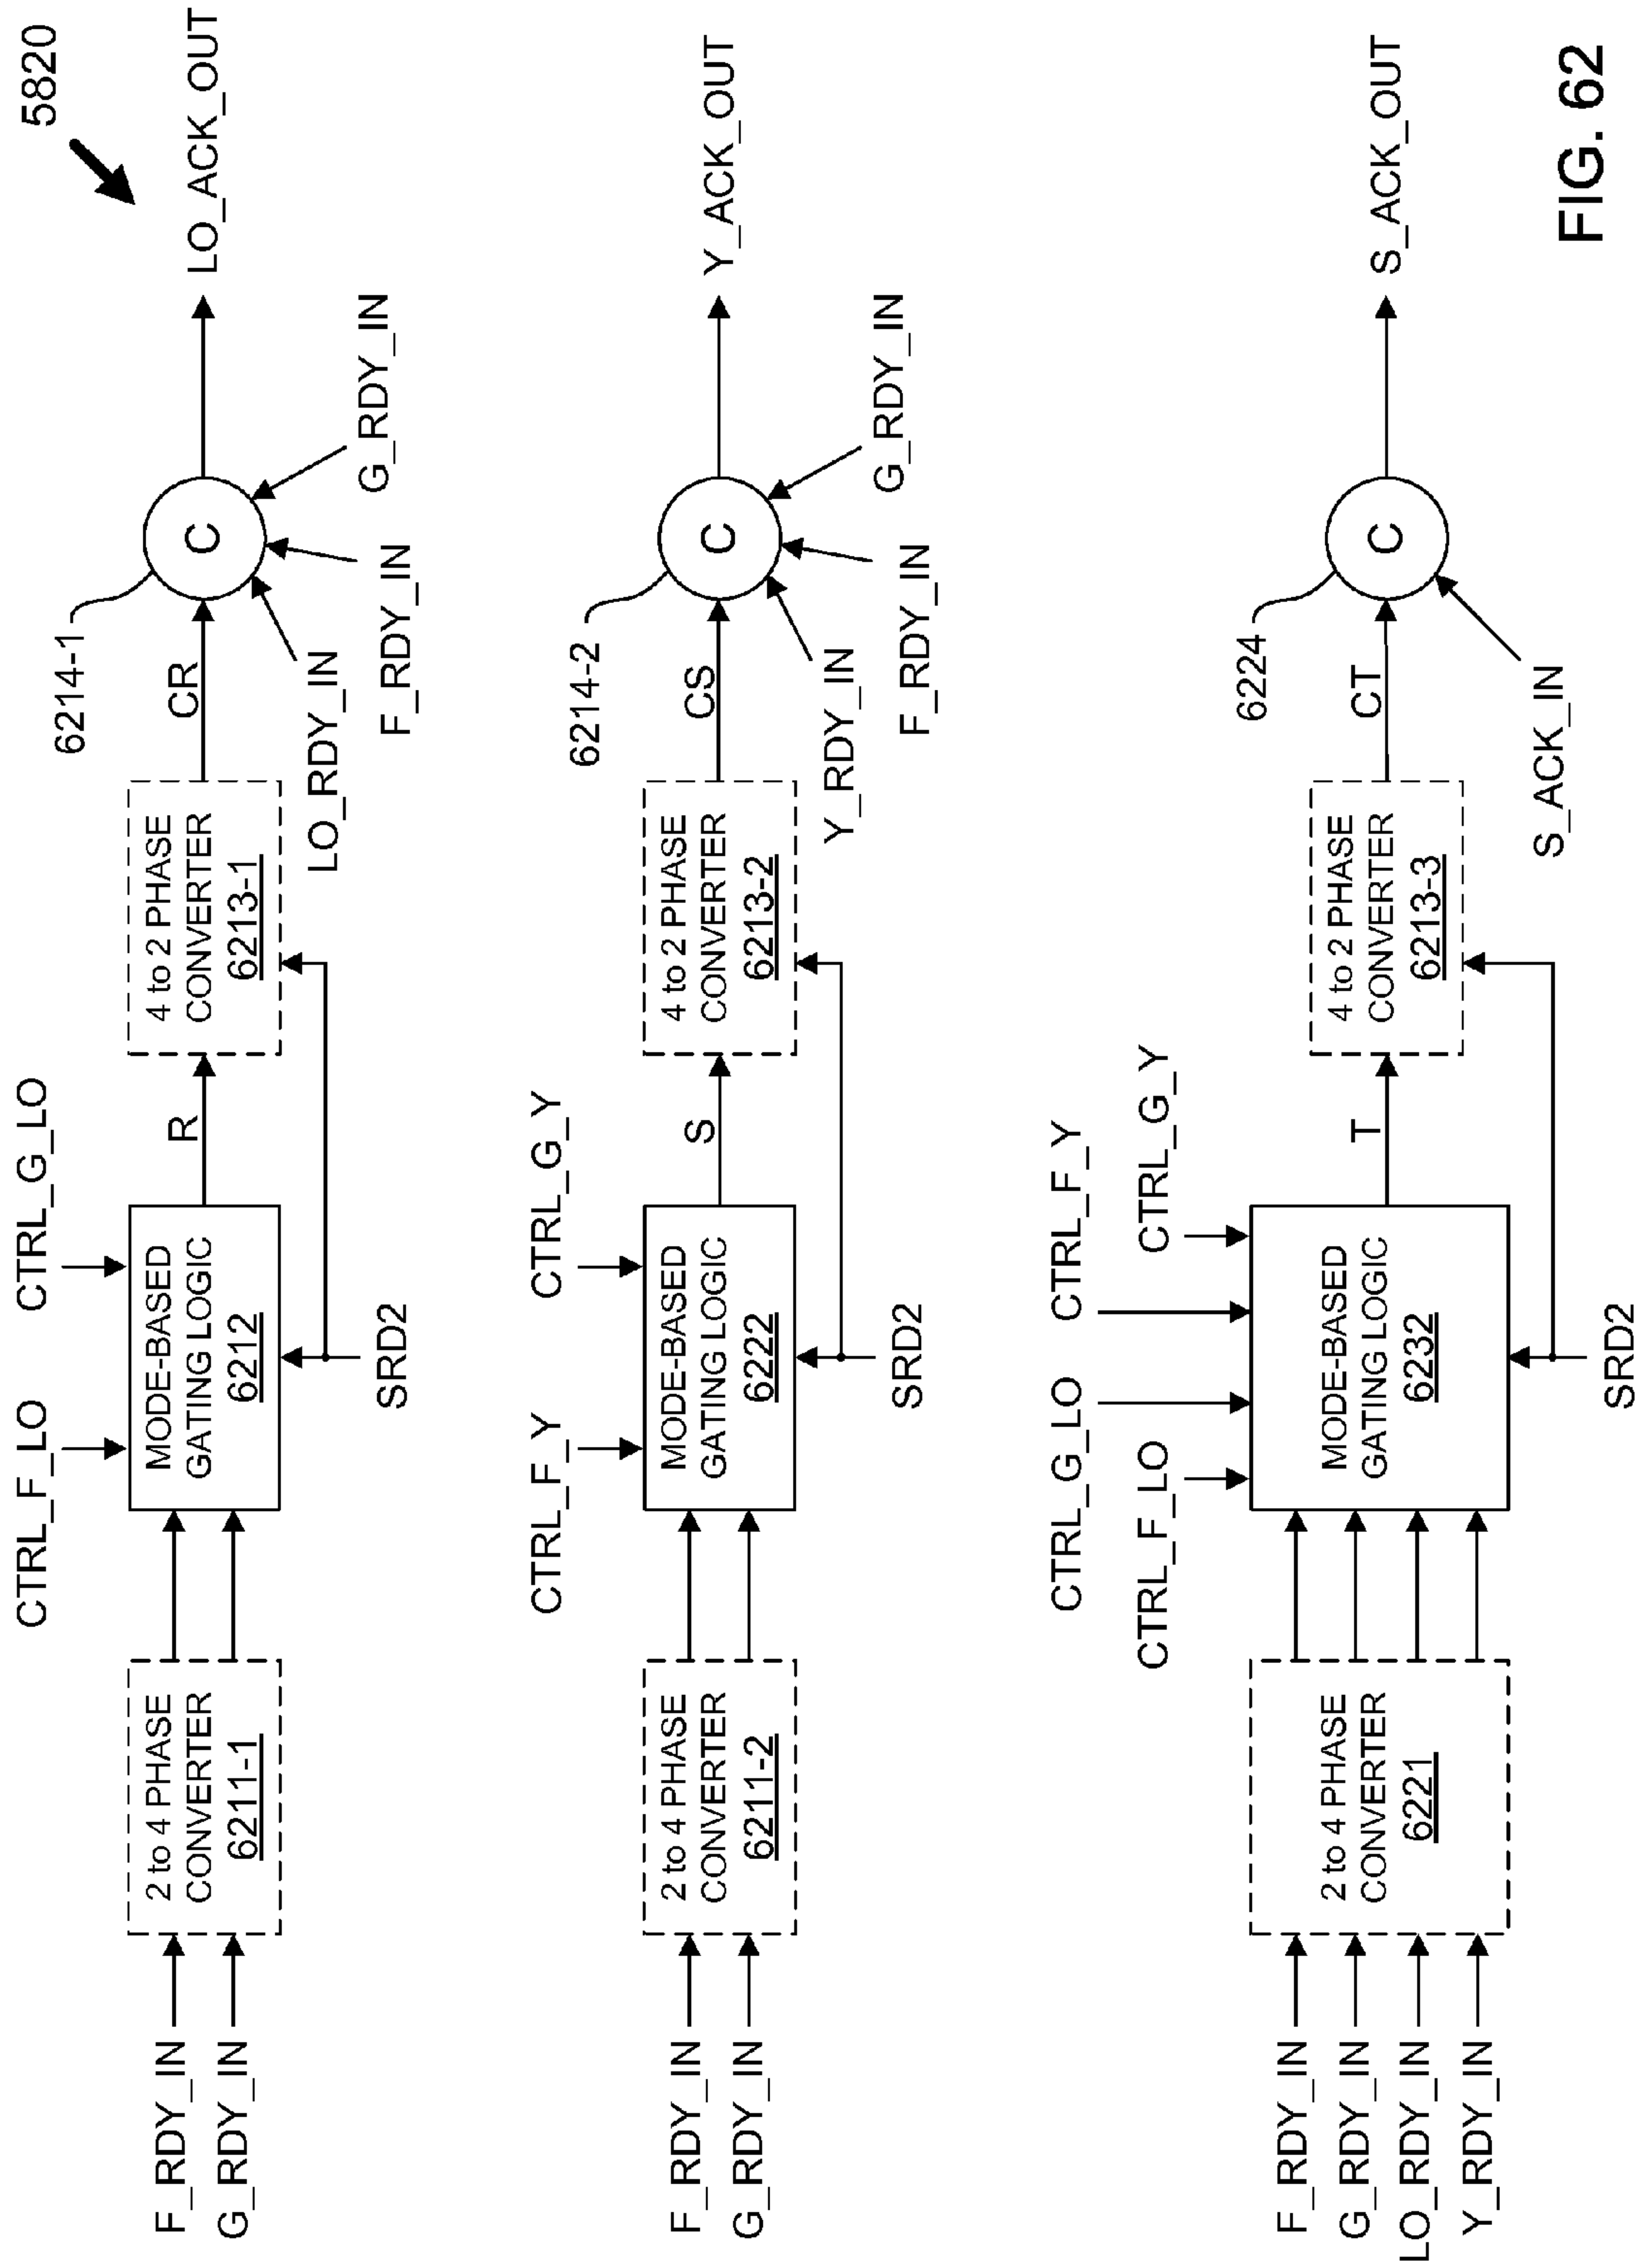 5820
F_RDY_IN
G_RDY_IN
2 to 4 PHASE
CONVERTER
6211-1
CTRL_F_LO
CTRL_G_LO
MODE-BASED
GATING LOGIC
6212
SRD2
R
4 to 2 PHASE
CONVERTER
6213-1
CR
6214-1
C
LO_RDY_IN
F_RDY_IN
G_RDY_IN
LO_ACK_OUT
F_RDY_IN
G_RDY_IN
2 to 4 PHASE
CONVERTER
6211-2
CTRL_F_Y
CTRL_G_Y
MODE-BASED
GATING LOGIC
6222
SRD2
S
4 to 2 PHASE
CONVERTER
6213-2
CS
6214-2
C
Y_RDY_IN
F_RDY_IN
G_RDY_IN
Y_ACK_OUT
F_RDY_IN
G_RDY_IN
LO_RDY_IN
Y_RDY_IN
2 to 4 PHASE
CONVERTER
6221
CTRL_G_LO
CTRL_F_Y
CTRL_F_LO
CTRL_G_Y
MODE-BASED
GATING LOGIC
6232
SRD2
T
4 to 2 PHASE
CONVERTER
6213-3
CT
6224
C
S_ACK_IN
S_ACK_OUT
FIG. 62